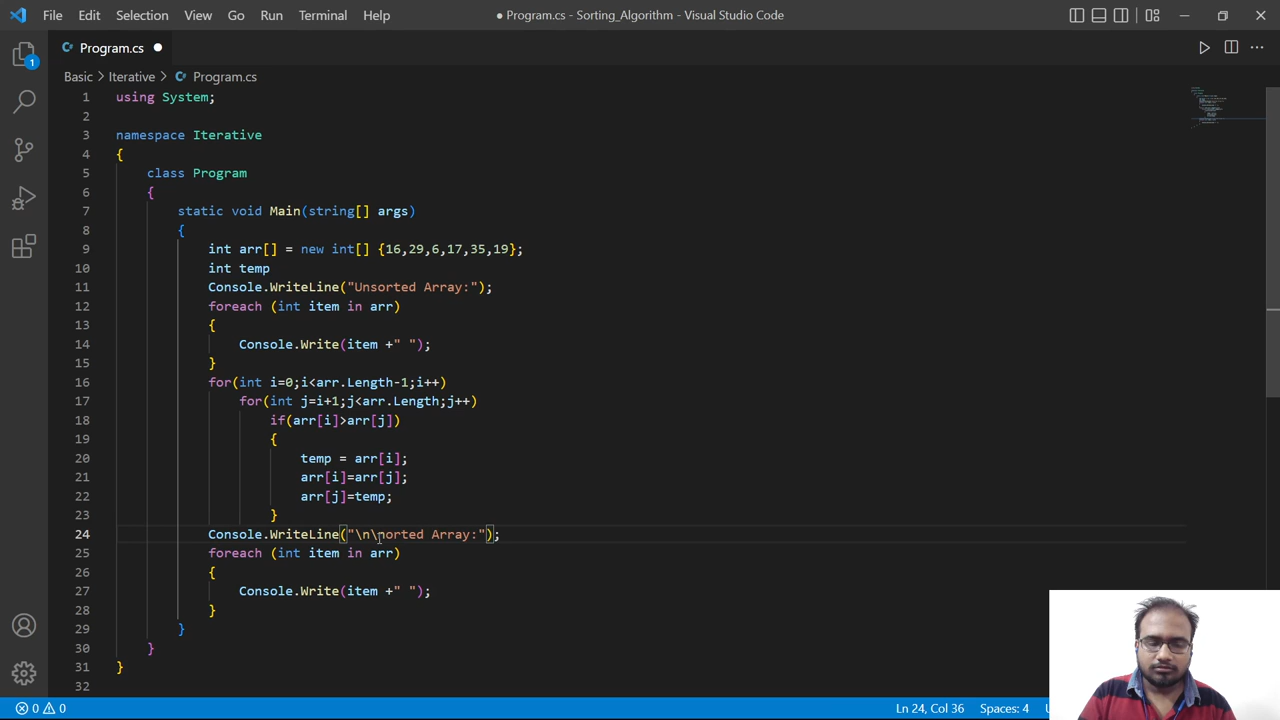 File Edit Selection View Go Run Terminal Help
● Program.cs - Sorting_Algorithm - Visual Studio Code
Program.cs
1
Basic > Iterative > Program.cs
1 using System;
2
3 namespace Iterative
4 {
5 class Program
6 {
7 static void Main(string[] args)
8 {
9 int arr[] = new int[] {16,29,6,17,35,19};
10 int temp
11 Console.WriteLine("Unsorted Array:");
12 foreach (int item in arr)
13 {
14 Console.Write(item +" ");
15 }
16 for(int i=0;i<arr.Length-1;i++)
17 for(int j=i+1;j<arr.Length;j++)
18 if(arr[i]>arr[j])
19 {
20 temp = arr[i];
21 arr[i]=arr[j];
22 arr[j]=temp;
23 }
24 Console.WriteLine("\n\norted Array:");
25 foreach (int item in arr)
26 {
27 Console.Write(item +" ");
28 }
29 }
30 }
31 }
32
0 0
Ln 24, Col 36 Spaces: 4